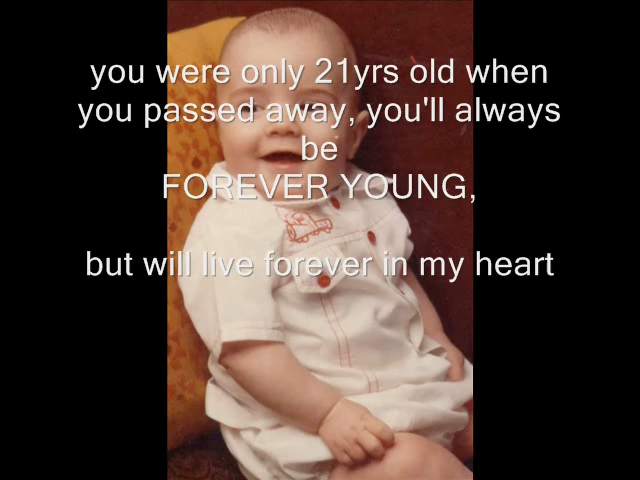 you were only 21yrs old when
you passed away, you'll always
be
FOREVER YOUNG,
but will live forever in my heart